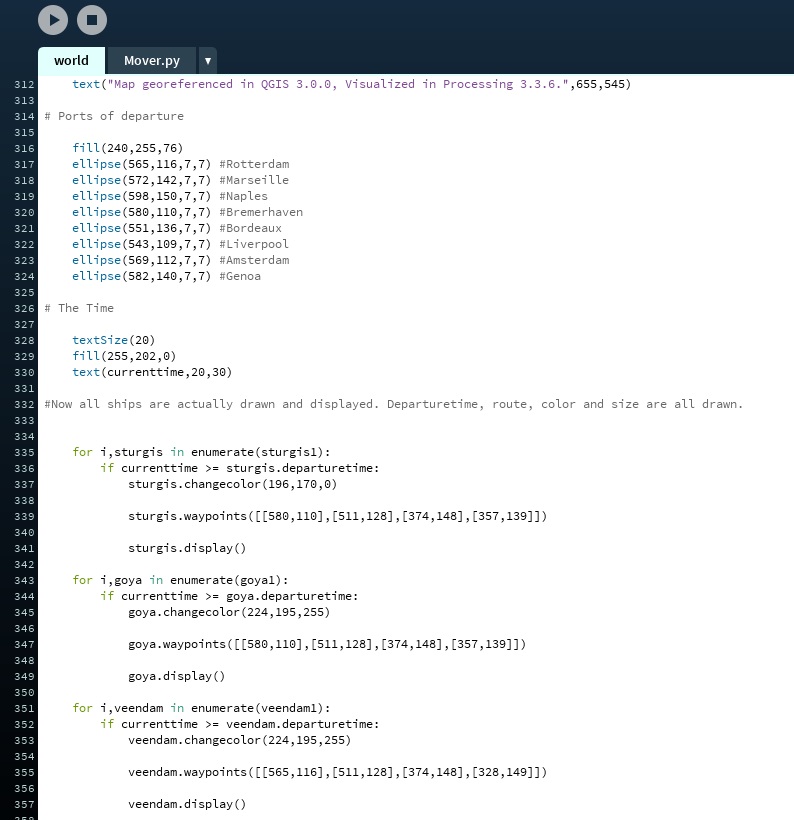 world Mover.py ▼
312 text("Map georeferenced in QGIS 3.0.0, Visualized in Processing 3.3.6.",655,545)
313
314 # Ports of departure
315
316 fill(240,255,76)
317 ellipse(565,116,7,7) #Rotterdam
318 ellipse(572,142,7,7) #Marseille
319 ellipse(598,150,7,7) #Naples
320 ellipse(580,110,7,7) #Bremerhaven
321 ellipse(551,136,7,7) #Bordeaux
322 ellipse(543,109,7,7) #Liverpool
323 ellipse(569,112,7,7) #Amsterdam
324 ellipse(582,140,7,7) #Genoa
325
326 # The Time
327
328 textSize(20)
329 fill(255,202,0)
330 text(currenttime,20,30)
331
332 #Now all ships are actually drawn and displayed. Departuretime, route, color and size are all drawn.
333
334
335 for i,sturgis in enumerate(sturgis1):
336 if currenttime >= sturgis.departuretime:
337 sturgis.changecolor(196,170,0)
338
339 sturgis.waypoints([[580,110],[511,128],[374,148],[357,139]])
340
341 sturgis.display()
342
343 for i,goya in enumerate(goya1):
344 if currenttime >= goya.departuretime:
345 goya.changecolor(224,195,255)
346
347 goya.waypoints([[580,110],[511,128],[374,148],[357,139]])
348
349 goya.display()
350
351 for i,veendam in enumerate(veendam1):
352 if currenttime >= veendam.departuretime:
353 veendam.changecolor(224,195,255)
354
355 veendam.waypoints([[565,116],[511,128],[374,148],[328,149]])
356
357 veendam.display()